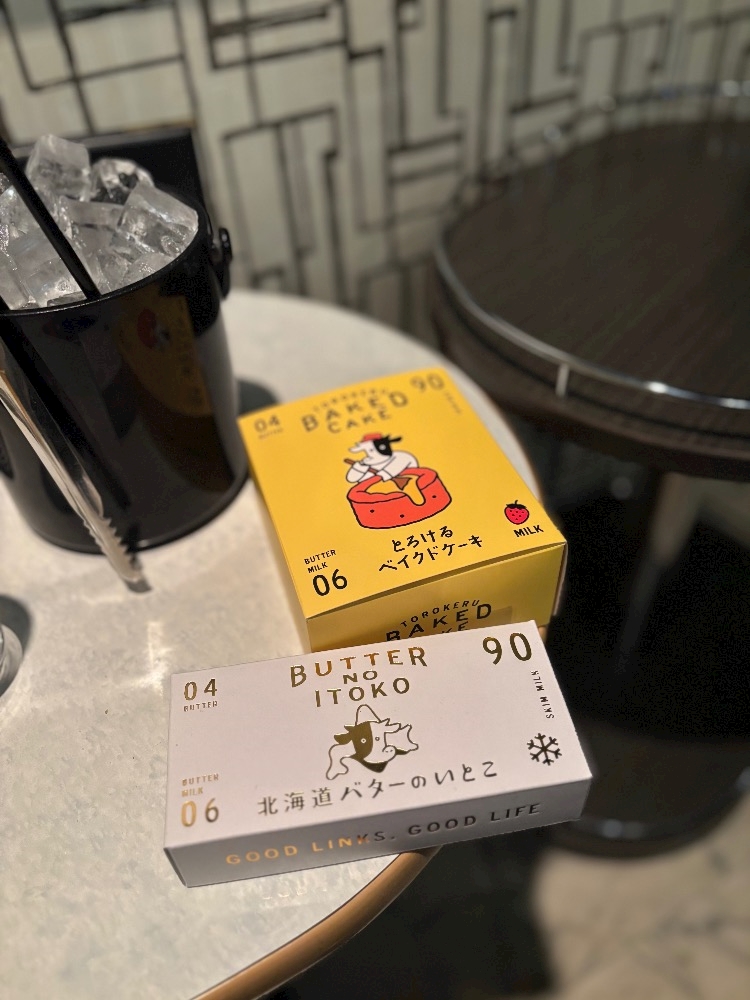 04
BUTTER
TOROKERU
BAKED
CAKE
90
BUTTER
MILK
06
とろける
ベイクドケーキ
MILK
TOROKERU
BAKED
04
BUTTER
BUTTER
NO
ITOKO
90
SKIM MILK
BUTTER
MILK
06
北海道バターのいとこ
GOOD LINKS, GOOD LIFE